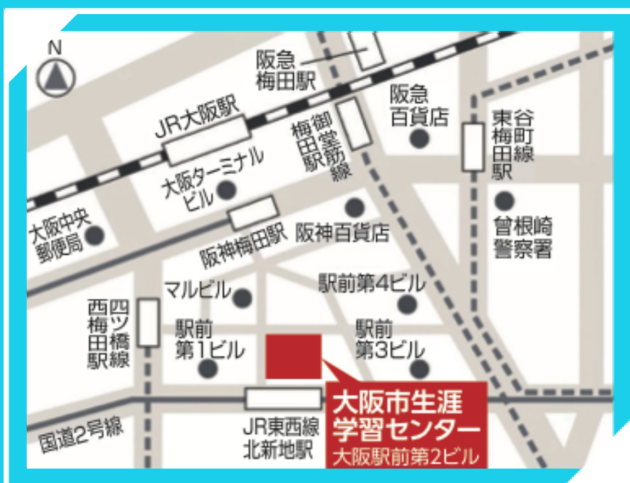 N
阪急
梅田駅
阪急
百貨店
JR大阪駅
御堂筋線
梅田駅
谷町線
東梅田駅
大阪ターミナル
ビル
大阪中央
郵便局
阪神梅田駅
阪神百貨店
曾根崎
警察署
マルビル
駅前第4ビル
四ツ橋線
西梅田駅
駅前
第1ビル
駅前
第3ビル
大阪市生涯
学習センター
大阪駅前第2ビル
JR東西線
北新地駅
国道2号線